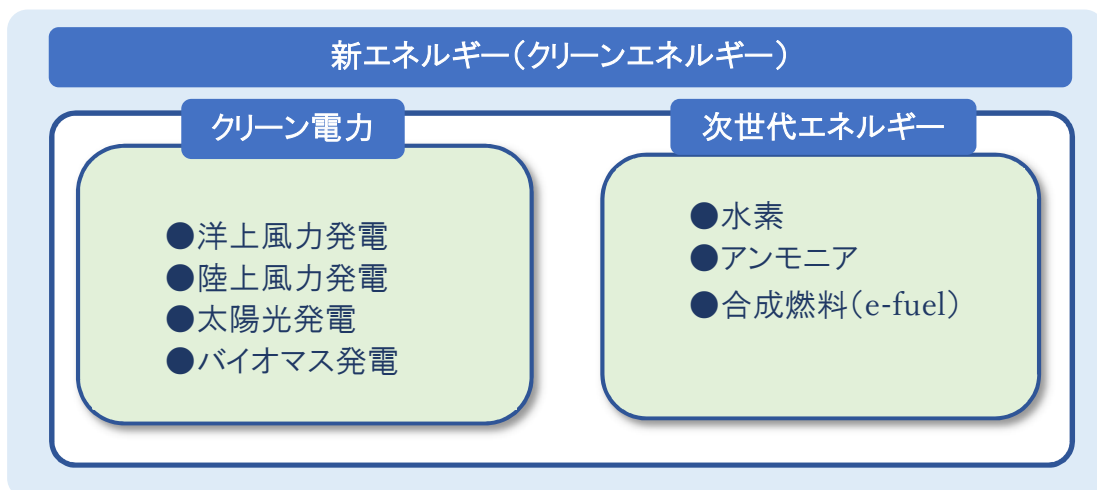 新エネルギー（クリーンエネルギー）
クリーン電力
●洋上風力発電
●陸上風力発電
●太陽光発電
●バイオマス発電
次世代エネルギー
●水素
●アンモニア
●合成燃料（e-fuel）